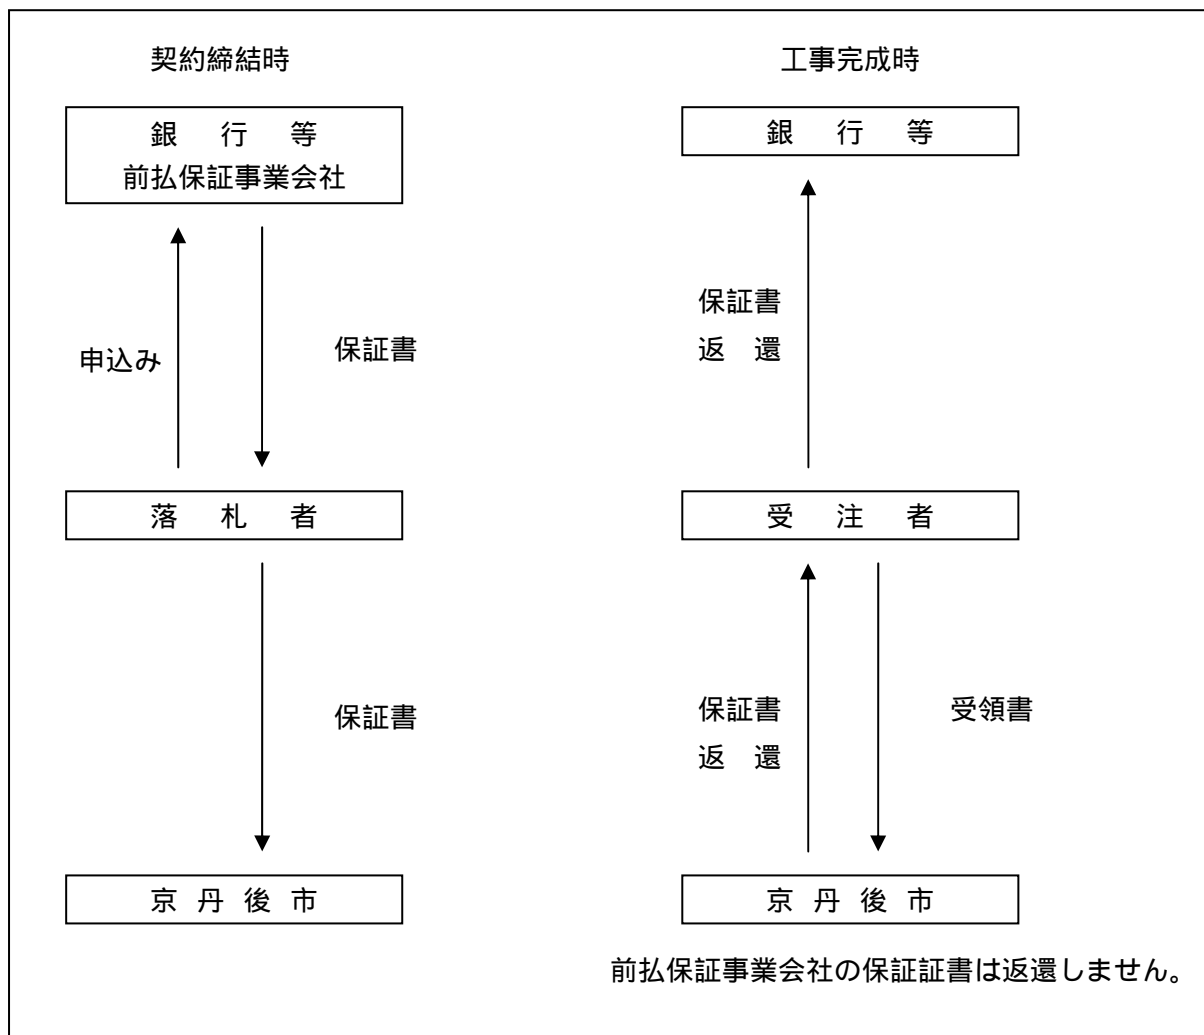 契約締結時
銀　行　等
前払保証事業会社
申込み
保証書
落　札　者
保証書
京 丹 後 市
工事完成時
銀　行　等
保証書
返　還
受　注　者
保証書
返　還
受領書
京 丹 後 市
前払保証事業会社の保証証書は返還しません。